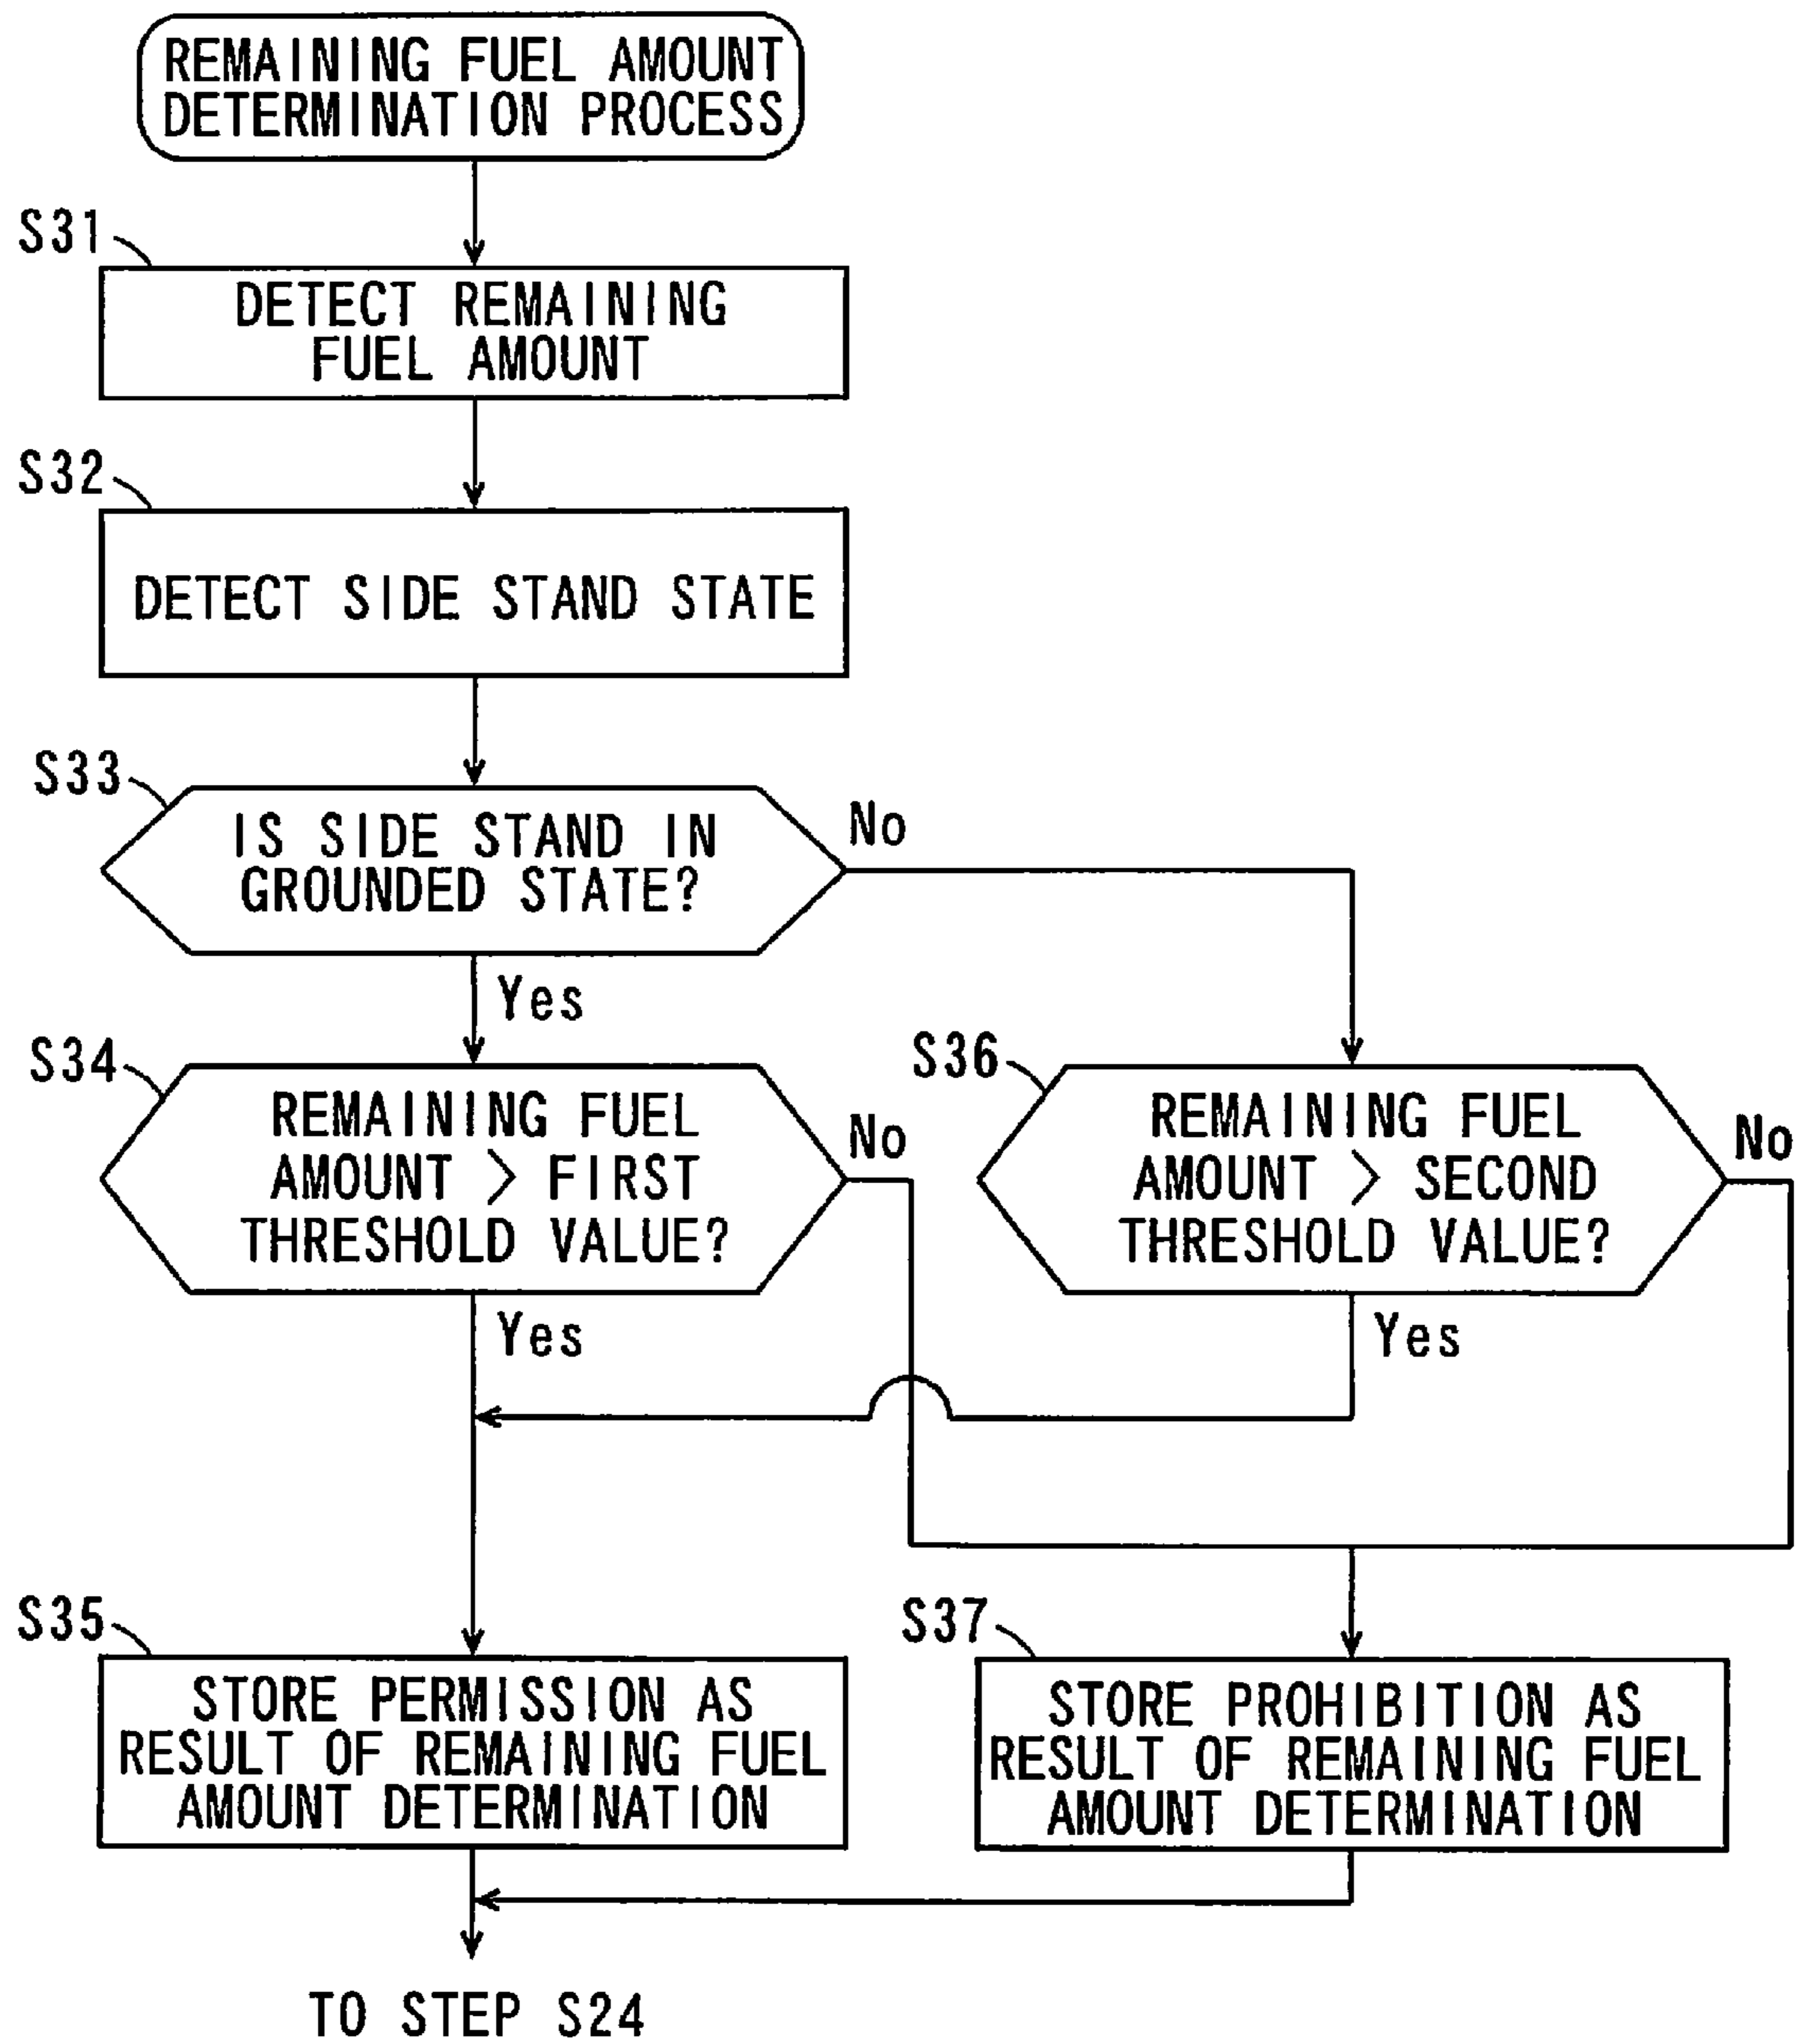 REMAINING FUEL AMOUNT
DETERMINATION PROCESS
S31
DETECT REMAINING
FUEL AMOUNT
S32
DETECT SIDE STAND STATE
S33
IS SIDE STAND IN
GROUNDED STATE?
No
Yes
S34
REMAINING FUEL
AMOUNT > FIRST
THRESHOLD VALUE?
No
Yes
S36
REMAINING FUEL
AMOUNT > SECOND
THRESHOLD VALUE?
No
Yes
S35
STORE PERMISSION AS
RESULT OF REMAINING FUEL
AMOUNT DETERMINATION
S37
STORE PROHIBITION AS
RESULT OF REMAINING FUEL
AMOUNT DETERMINATION
TO STEP S24